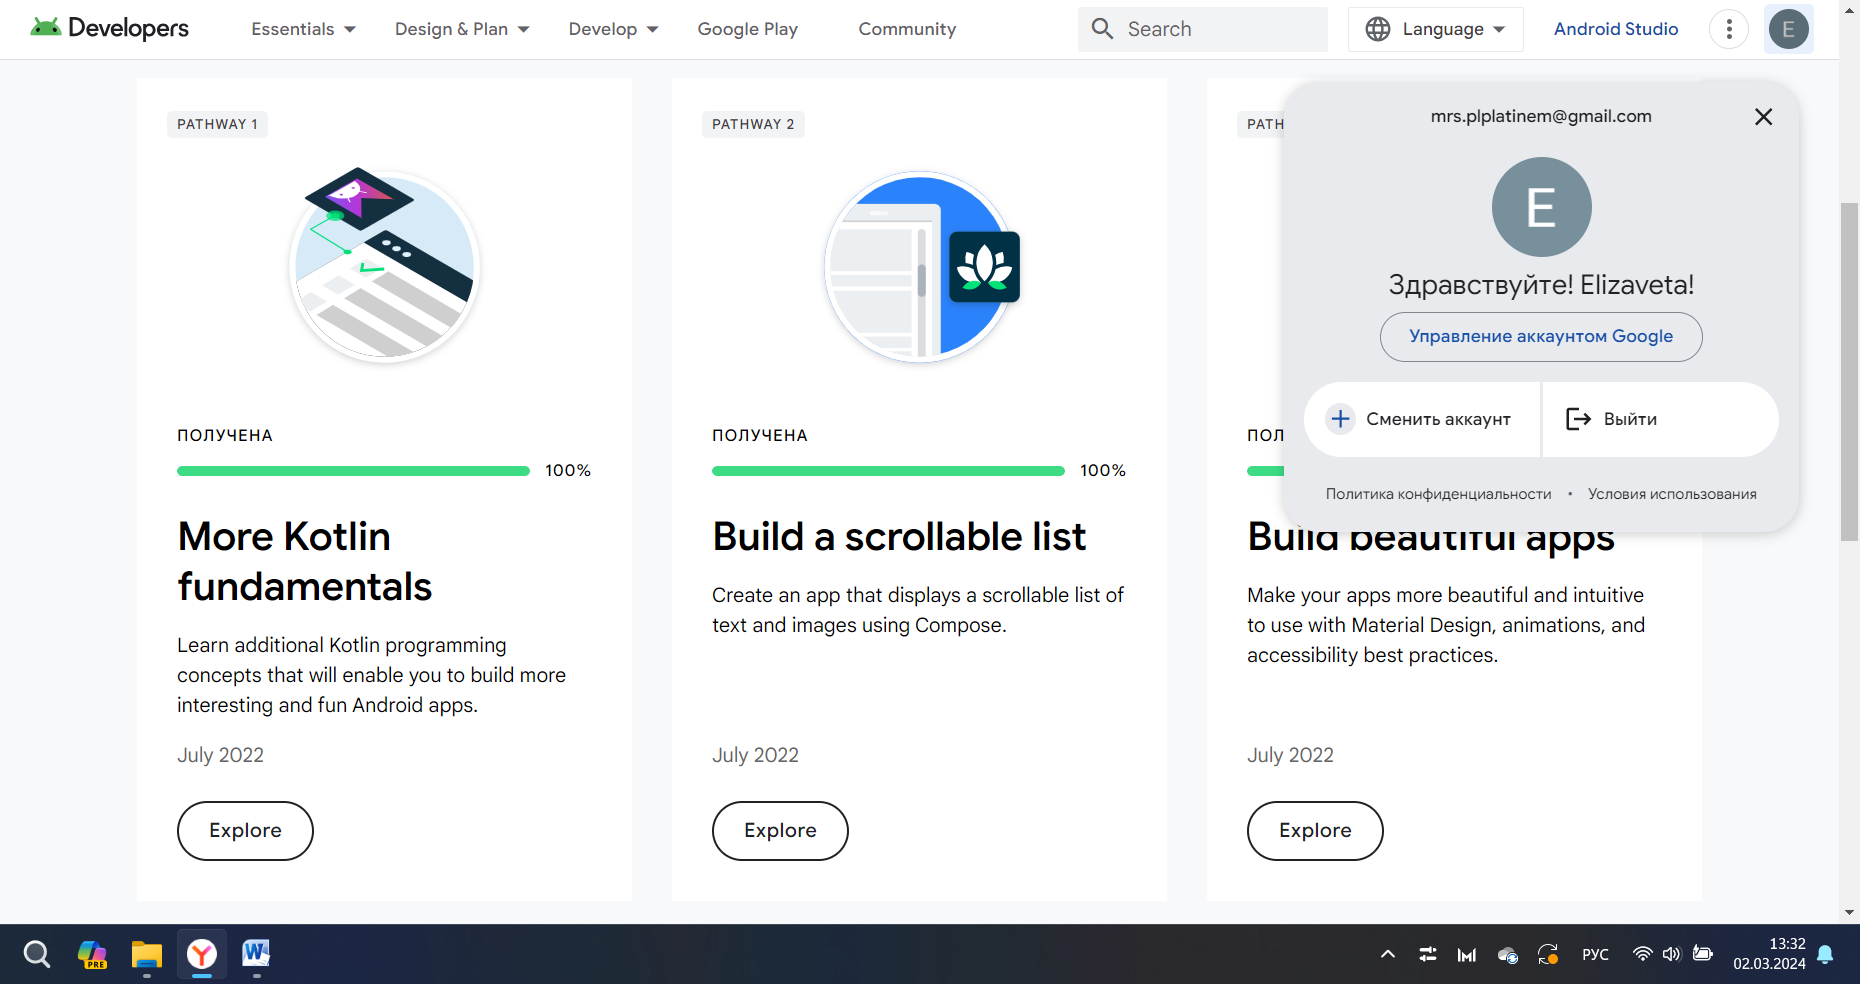 Developers
Essentials
Design & Plan
Develop
Google Play
Community
Search
Language
Android Studio
E
PATHWAY 1
PATHWAY 2
PATH
mrs.plplatinem@gmail.com
E
Здравствуйте! Elizaveta!
Управление аккаунтом Google
Сменить аккаунт
Выйти
Политика конфиденциальности • Условия использования
ПОЛУЧЕНА
100%
More Kotlin
fundamentals
Learn additional Kotlin programming
concepts that will enable you to build more
interesting and fun Android apps.
July 2022
Explore
ПОЛУЧЕНА
100%
Build a scrollable list
Create an app that displays a scrollable list of
text and images using Compose.
July 2022
Explore
ПОЛ
Build beautiful apps
Make your apps more beautiful and intuitive
to use with Material Design, animations, and
accessibility best practices.
July 2022
Explore
PRE
W
РУС
13:32
02.03.2024